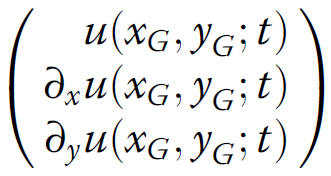 u(x_G, y_G; t)
∂_x u(x_G, y_G; t)
∂_y u(x_G, y_G; t)